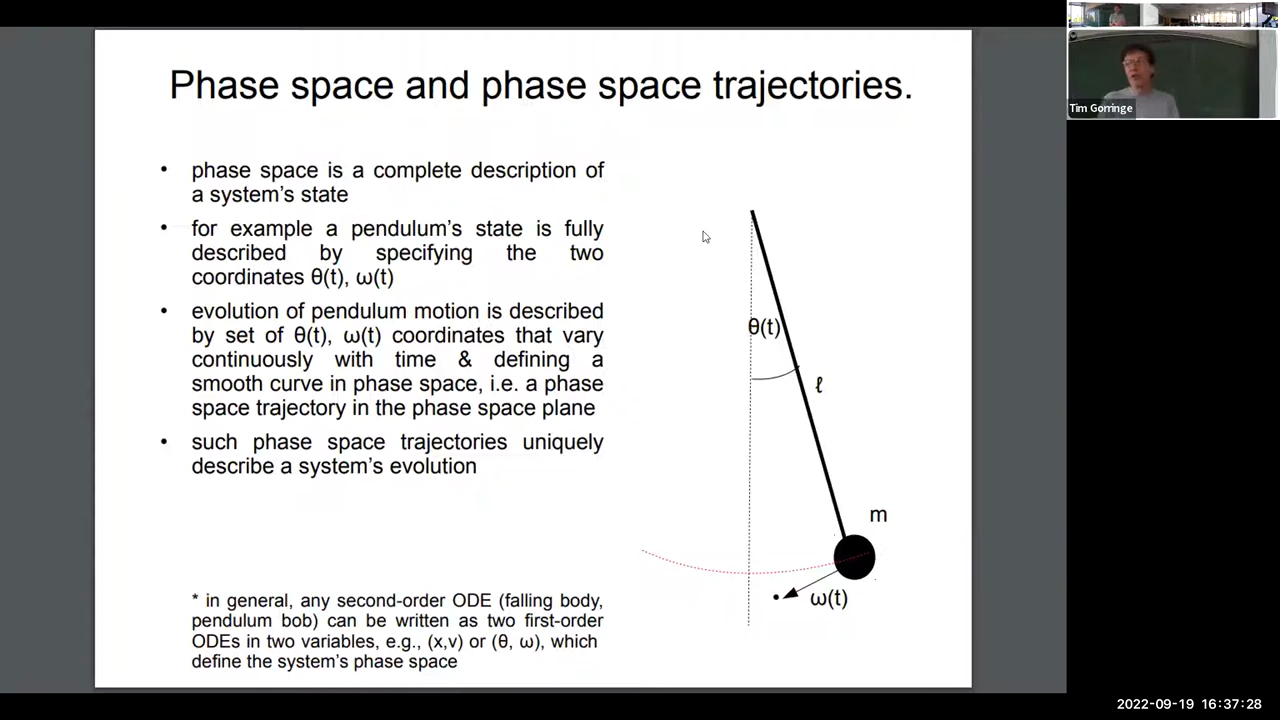 Phase space and phase space trajectories.
• phase space is a complete description of
a system's state
• for example a pendulum's state is fully
described by specifying the two
coordinates θ(t), ω(t)
• evolution of pendulum motion is described
by set of θ(t), ω(t) coordinates that vary
continuously with time & defining a
smooth curve in phase space, i.e. a phase
space trajectory in the phase space plane
• such phase space trajectories uniquely
describe a system's evolution
* in general, any second-order ODE (falling body,
pendulum bob) can be written as two first-order
ODEs in two variables, e.g., (x,v) or (θ, ω), which
define the system's phase space
θ(t)
ℓ
m
ω(t)
Tim Gorringe
2022-09-19 16:37:28